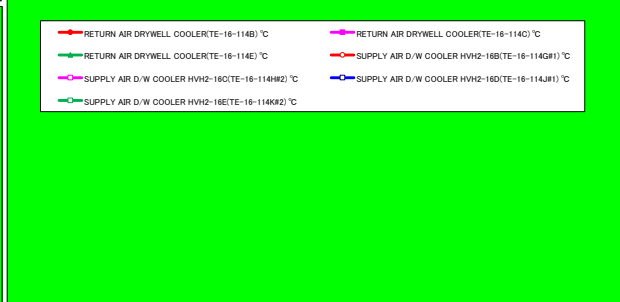 RETURN AIR DRYWELL COOLER(TE-16-114B) ℃
RETURN AIR DRYWELL COOLER(TE-16-114C) ℃
RETURN AIR DRYWELL COOLER(TE-16-114E) ℃
SUPPLY AIR D/W COOLER HVH2-16B(TE-16-114G#1) ℃
SUPPLY AIR D/W COOLER HVH2-16C(TE-16-114H#2) ℃
SUPPLY AIR D/W COOLER HVH2-16D(TE-16-114J#1) ℃
SUPPLY AIR D/W COOLER HVH2-16E(TE-16-114K#2) ℃